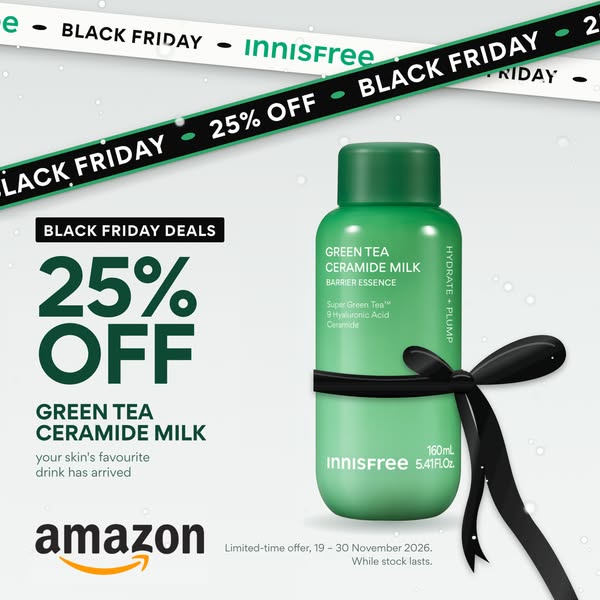 e BLACK FRIDAY innisfree FRIDAY
BLACK FRIDAY 25% OFF BLACK FRIDAY 2
BLACK FRIDAY DEALS
25%
OFF
GREEN TEA
CERAMIDE MILK
your skin's favourite
drink has arrived
GREEN TEA
CERAMIDE MILK
BARRIER ESSENCE
Super Green Tea™
9 Hyaluronic Acid
Ceramide
HYDRATE + PLUMP
innisfree
160mL
5.41Fl.Oz.
amazon
Limited-time offer, 19 – 30 November 2026.
While stock lasts.